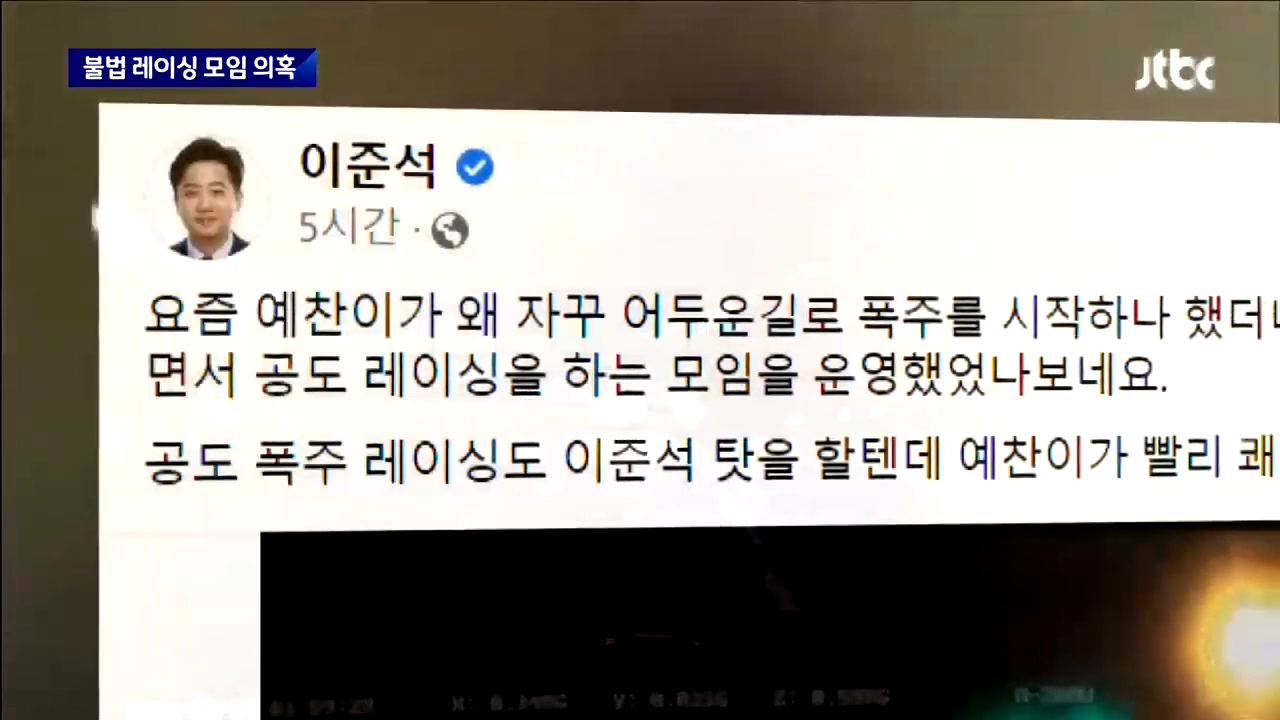 불법 레이싱 모임 의혹
jtbc
이준석
5시간 ·
요즘 예찬이가 왜 자꾸 어두운길로 폭주를 시작하나 했더니
면서 공도 레이싱을 하는 모임을 운영했었나보네요.
공도 폭주 레이싱도 이준석 탓을 할텐데 예찬이가 빨리 쾌